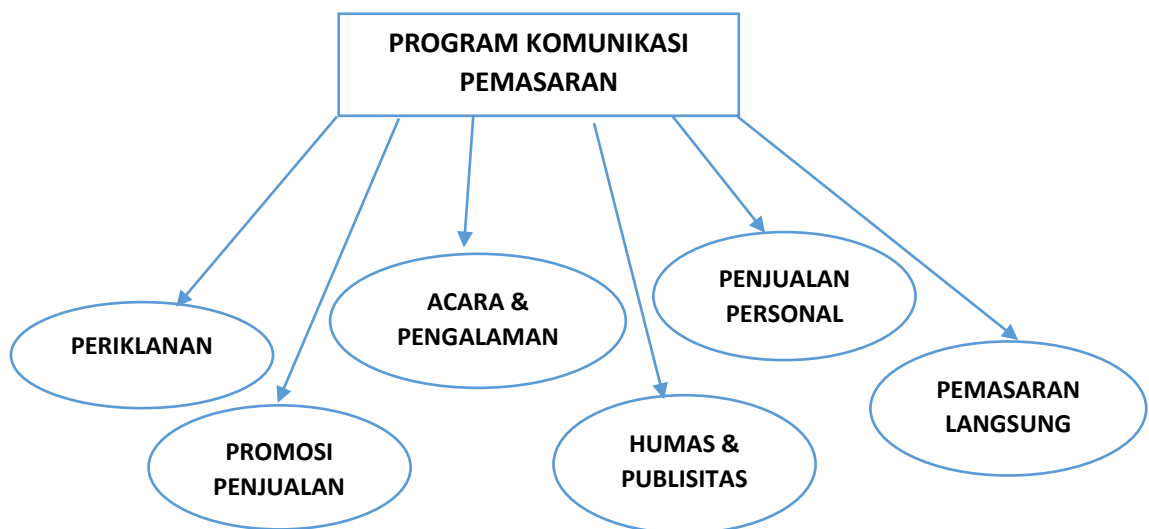 PROGRAM KOMUNIKASI
PEMASARAN
PERIKLANAN
PROMOSI
PENJUALAN
ACARA &
PENGALAMAN
HUMAS &
PUBLISITAS
PENJUALAN
PERSONAL
PEMASARAN
LANGSUNG